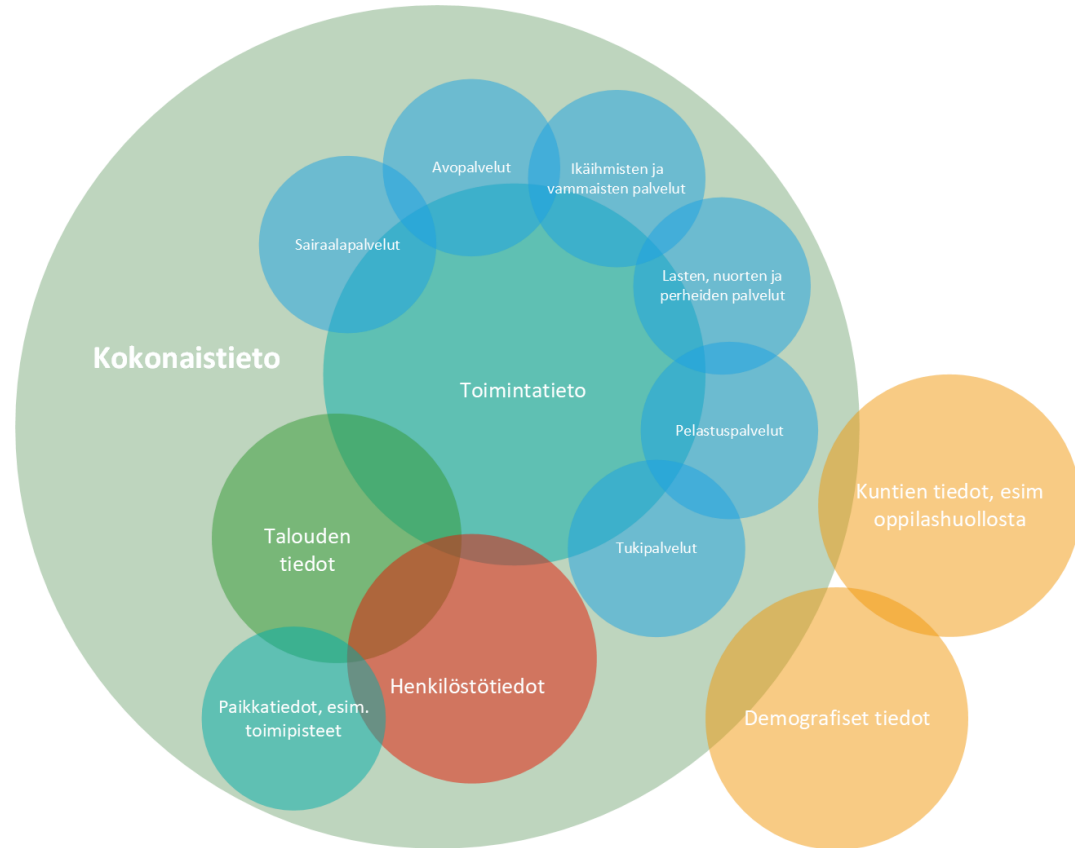 Avopalvelut
Ikäihmisten ja
vammaisten palvelut
Sairaalapalvelut
Lasten, nuorten ja
perheiden palvelut
Kokonaistieto
Toimintatieto
Pelastuspalvelut
Kuntien tiedot, esim
oppilashuollosta
Talouden
tiedot
Tukipalvelut
Henkilöstötiedot
Paikkatiedot, esim.
toimipisteet
Demografiset tiedot